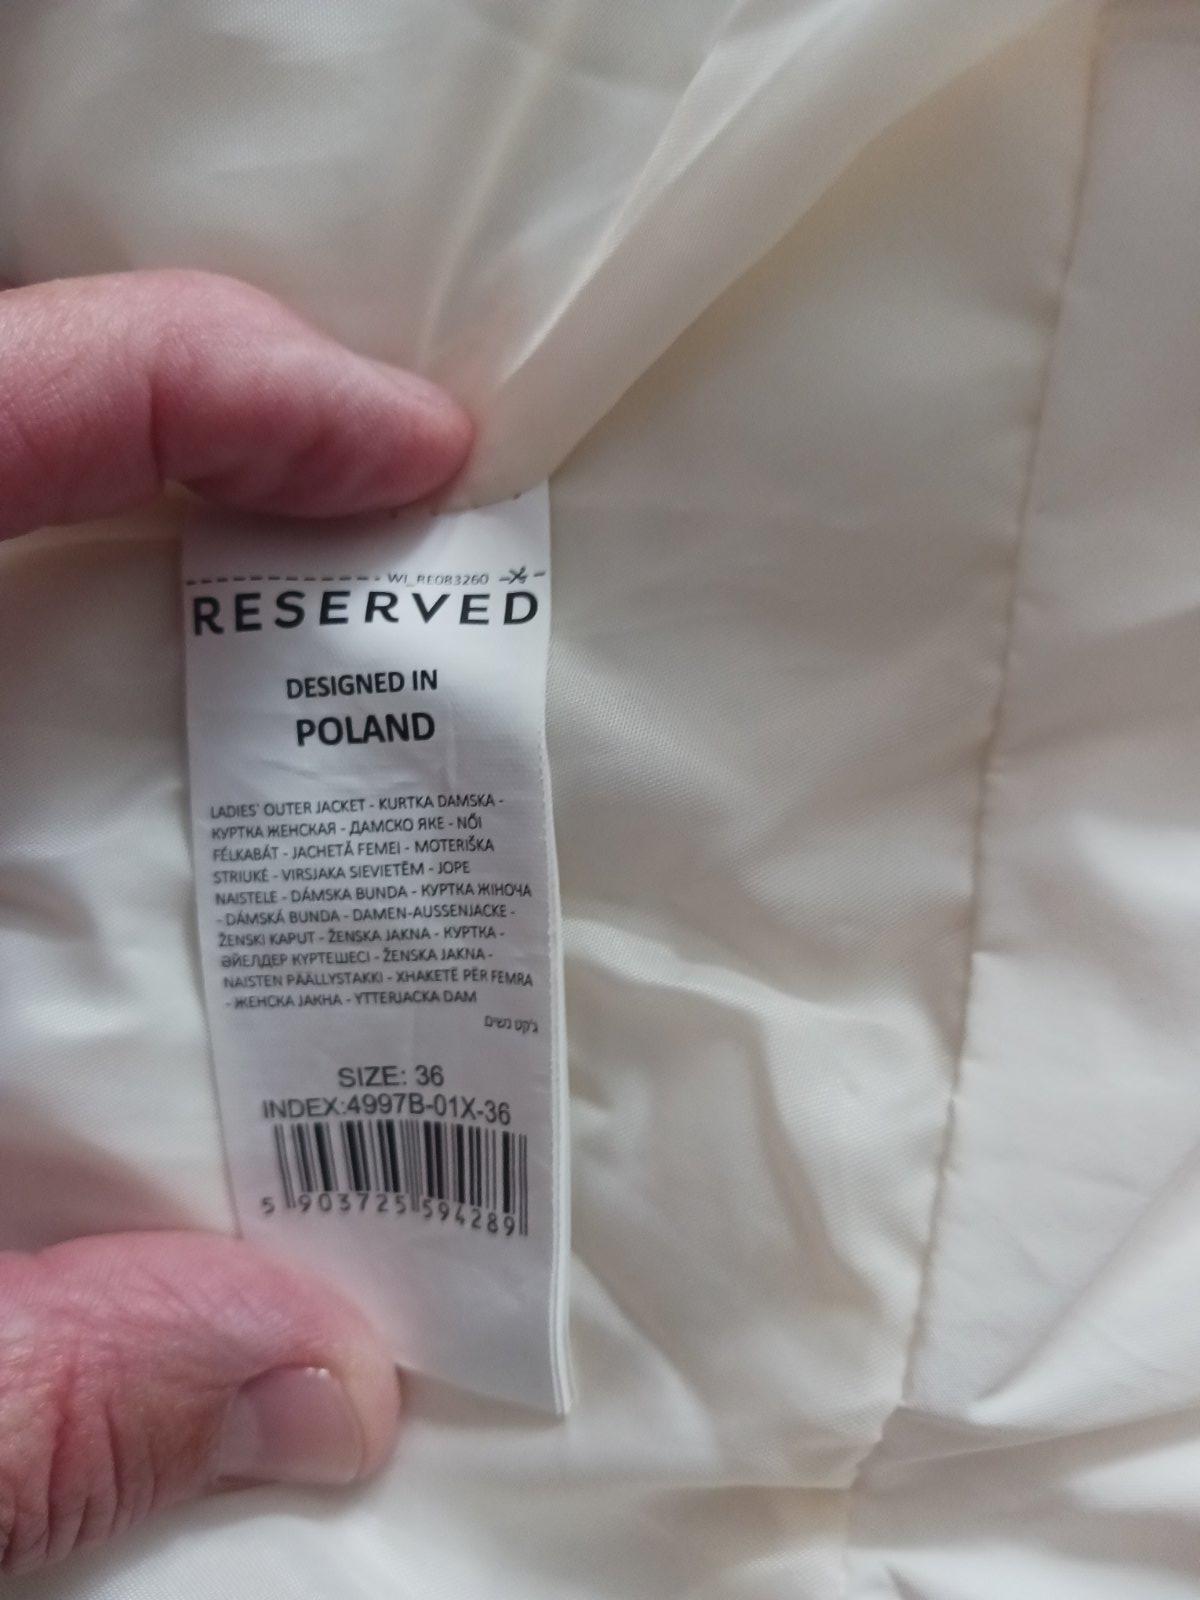 WI_RE083260
RESERVED
DESIGNED IN
POLAND
LADIES' OUTER JACKET - KURTKA DAMSKA -
КУРТКА ЖЕНСКАЯ - ДАМСКО ЯКЕ - NŐI
FÉLKABÁT - JACHETĂ FEMEI - MOTERIŠKA
STRIUKĖ - VIRSJAKA SIEVIETĒM - JOPE
NAISTELE - DÁMSKA BUNDA - КУРТКА ЖІНОЧА
- DÁMSKÁ BUNDA - DAMEN-AUSSENJACKE -
ŽENSKI KAPUT - ŽENSKA JAKNA - КУРТКА -
ӘЙЕЛДЕР КҮРТЕШЕСІ - ŽENSKA JAKNA -
NAISTEN PÄÄLLYSTAKKI - XHAKETË PËR FEMRA
- ЖЕНСКА ЈАКНА - YTTERJACKA DAM
ג'קט נשים
SIZE: 36
INDEX:4997B-01X-36
5 903725 594289